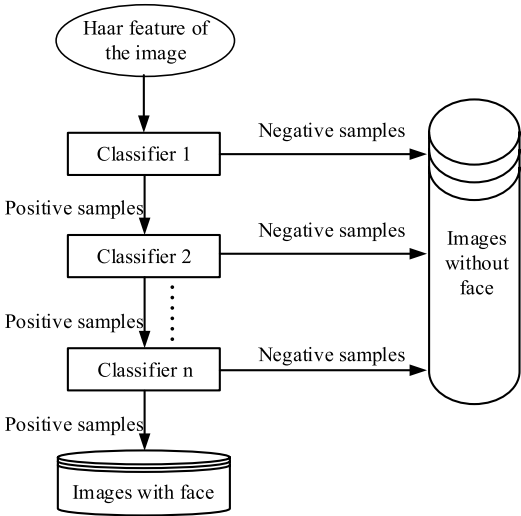 Haar feature of
the image
Negative samples
Classifier 1
Positive samples
Negative samples
Classifier 2
Images
without
face
Positive samples
Negative samples
Classifier n
Positive samples
Images with face